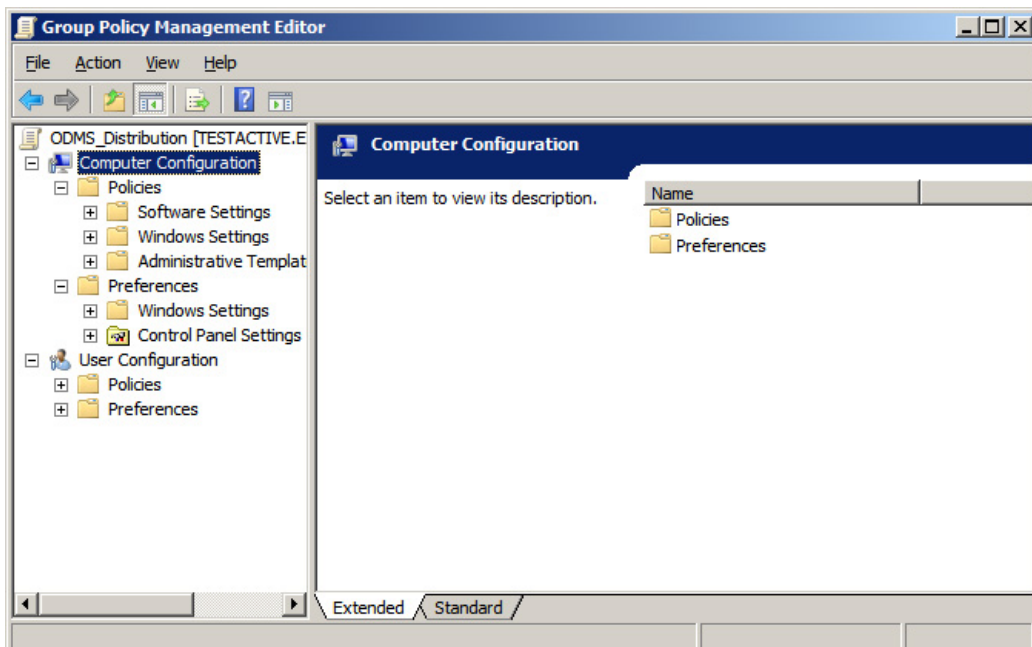 Group Policy Management Editor
File Action View Help
ODMS_Distribution [TESTACTIVE.E
Computer Configuration
Policies
Software Settings
Windows Settings
Administrative Templat
Preferences
Windows Settings
Control Panel Settings
User Configuration
Policies
Preferences
Computer Configuration
Select an item to view its description.
Name
Policies
Preferences
Extended Standard